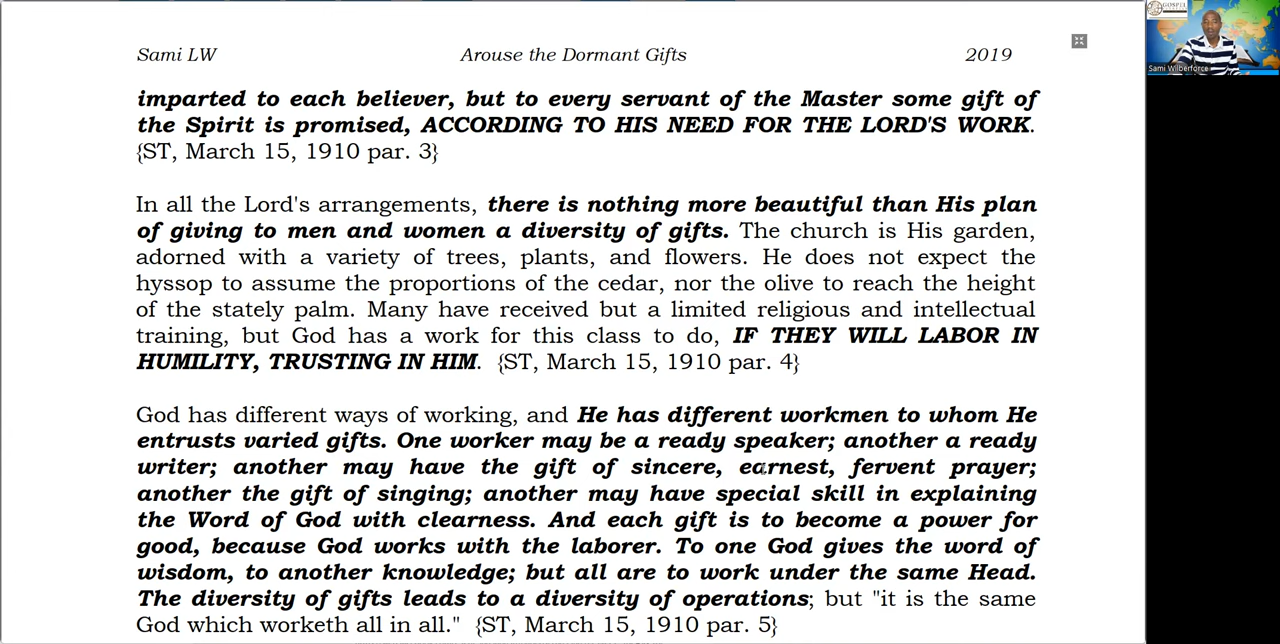 Sami LW Arouse the Dormant Gifts 2019
imparted to each believer, but to every servant of the Master some gift of
the Spirit is promised, ACCORDING TO HIS NEED FOR THE LORD'S WORK.
{ST, March 15, 1910 par. 3}
In all the Lord's arrangements, there is nothing more beautiful than His plan
of giving to men and women a diversity of gifts. The church is His garden,
adorned with a variety of trees, plants, and flowers. He does not expect the
hyssop to assume the proportions of the cedar, nor the olive to reach the height
of the stately palm. Many have received but a limited religious and intellectual
training, but God has a work for this class to do, IF THEY WILL LABOR IN
HUMILITY, TRUSTING IN HIM. {ST, March 15, 1910 par. 4}
God has different ways of working, and He has different workmen to whom He
entrusts varied gifts. One worker may be a ready speaker; another a ready
writer; another may have the gift of sincere, earnest, fervent prayer;
another the gift of singing; another may have special skill in explaining
the Word of God with clearness. And each gift is to become a power for
good, because God works with the laborer. To one God gives the word of
wisdom, to another knowledge; but all are to work under the same Head.
The diversity of gifts leads to a diversity of operations; but "it is the same
God which worketh all in all." {ST, March 15, 1910 par. 5}
GOSPEL
Sami Wilberforce